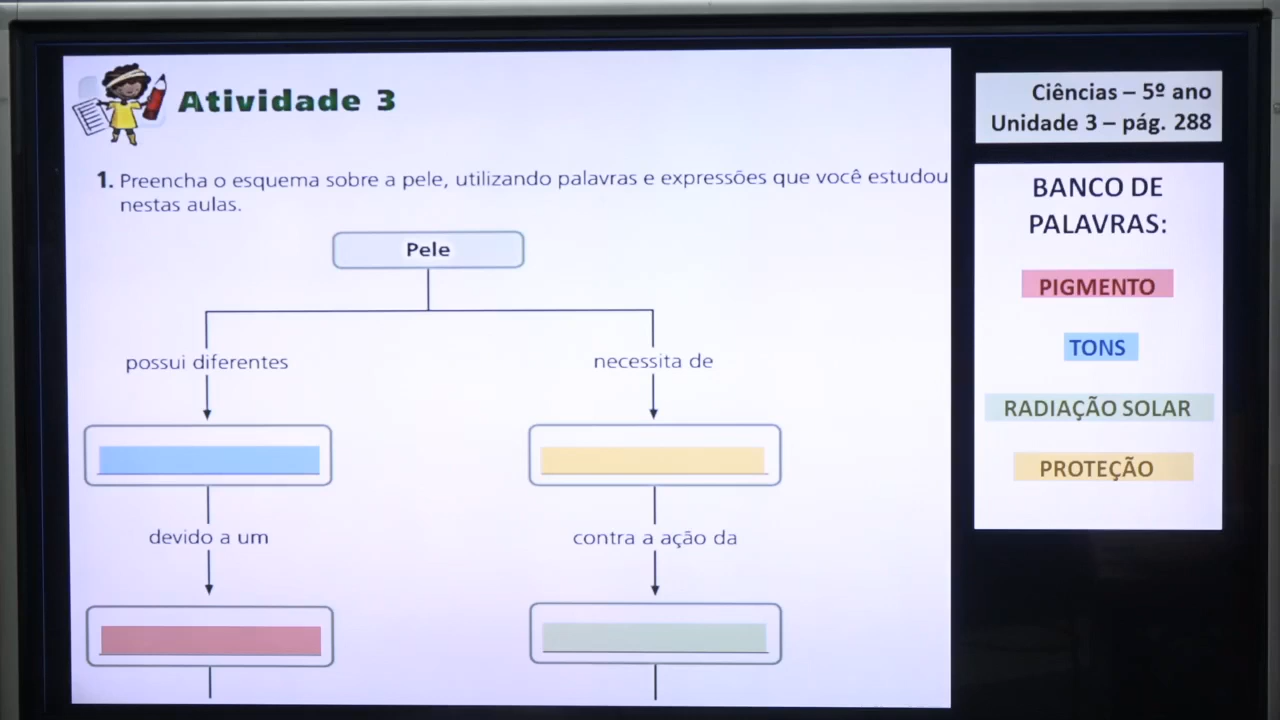 Atividade 3
1. Preencha o esquema sobre a pele, utilizando palavras e expressões que você estudou
nestas aulas.
Pele
possui diferentes
necessita de
devido a um
contra a ação da
Ciências – 5º ano
Unidade 3 – pág. 288
BANCO DE
PALAVRAS:
PIGMENTO
TONS
RADIAÇÃO SOLAR
PROTEÇÃO